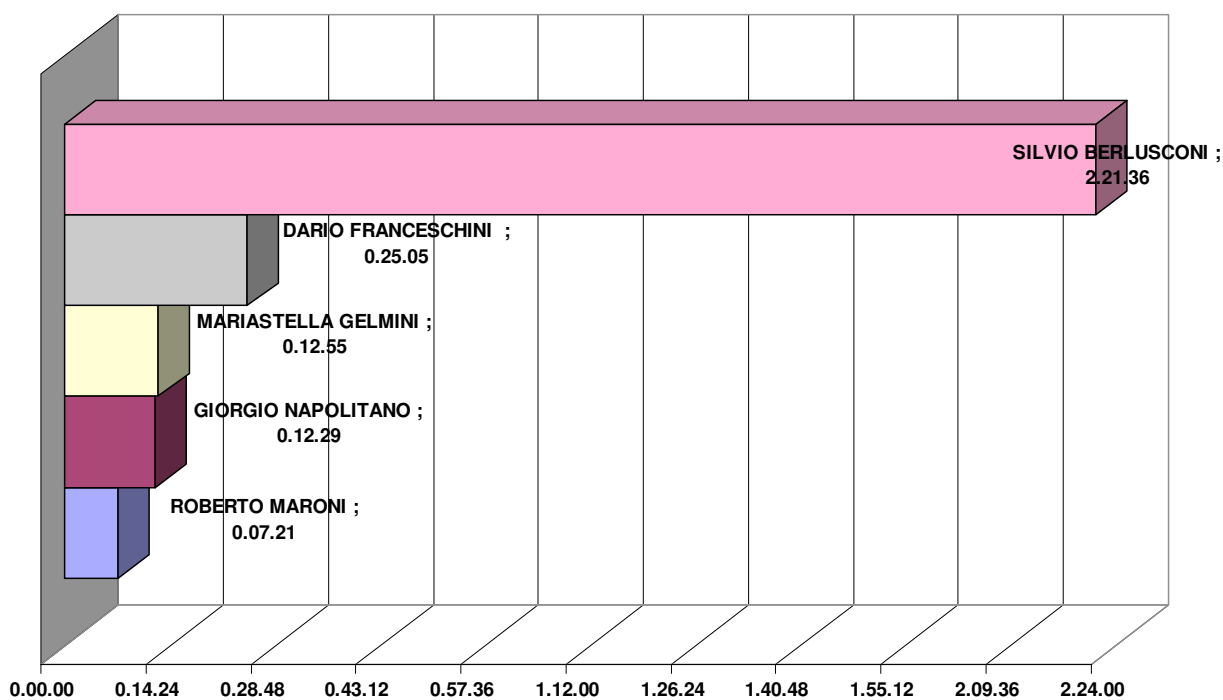 SILVIO BERLUSCONI ;
2.21.36
DARIO FRANCESCHINI  ;
0.25.05
MARIASTELLA GELMINI ;
0.12.55
GIORGIO NAPOLITANO ;
0.12.29
ROBERTO MARONI ;
0.07.21
0.00.00 0.14.24 0.28.48 0.43.12 0.57.36 1.12.00 1.26.24 1.40.48 1.55.12 2.09.36 2.24.00